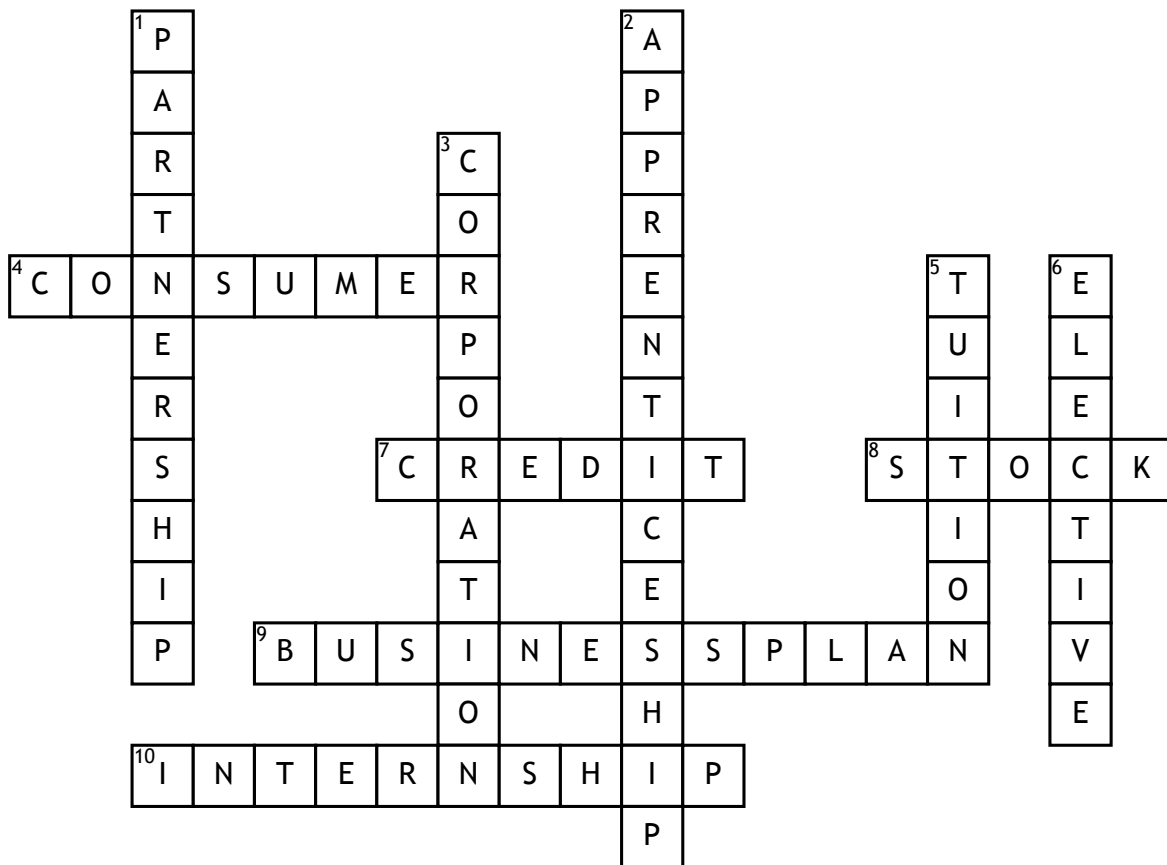 1 P 2 A
A P
R 3 C P
T O R
4 C O N S U M E R E 5 T 6 E
E P N U L
R O T I E
S 7 C R E D I T 8 S T O C K
H A C I T
I T E O I
P 9 B U S I N E S S P L A N V
O H E
10 I N T E R N S H I P
P